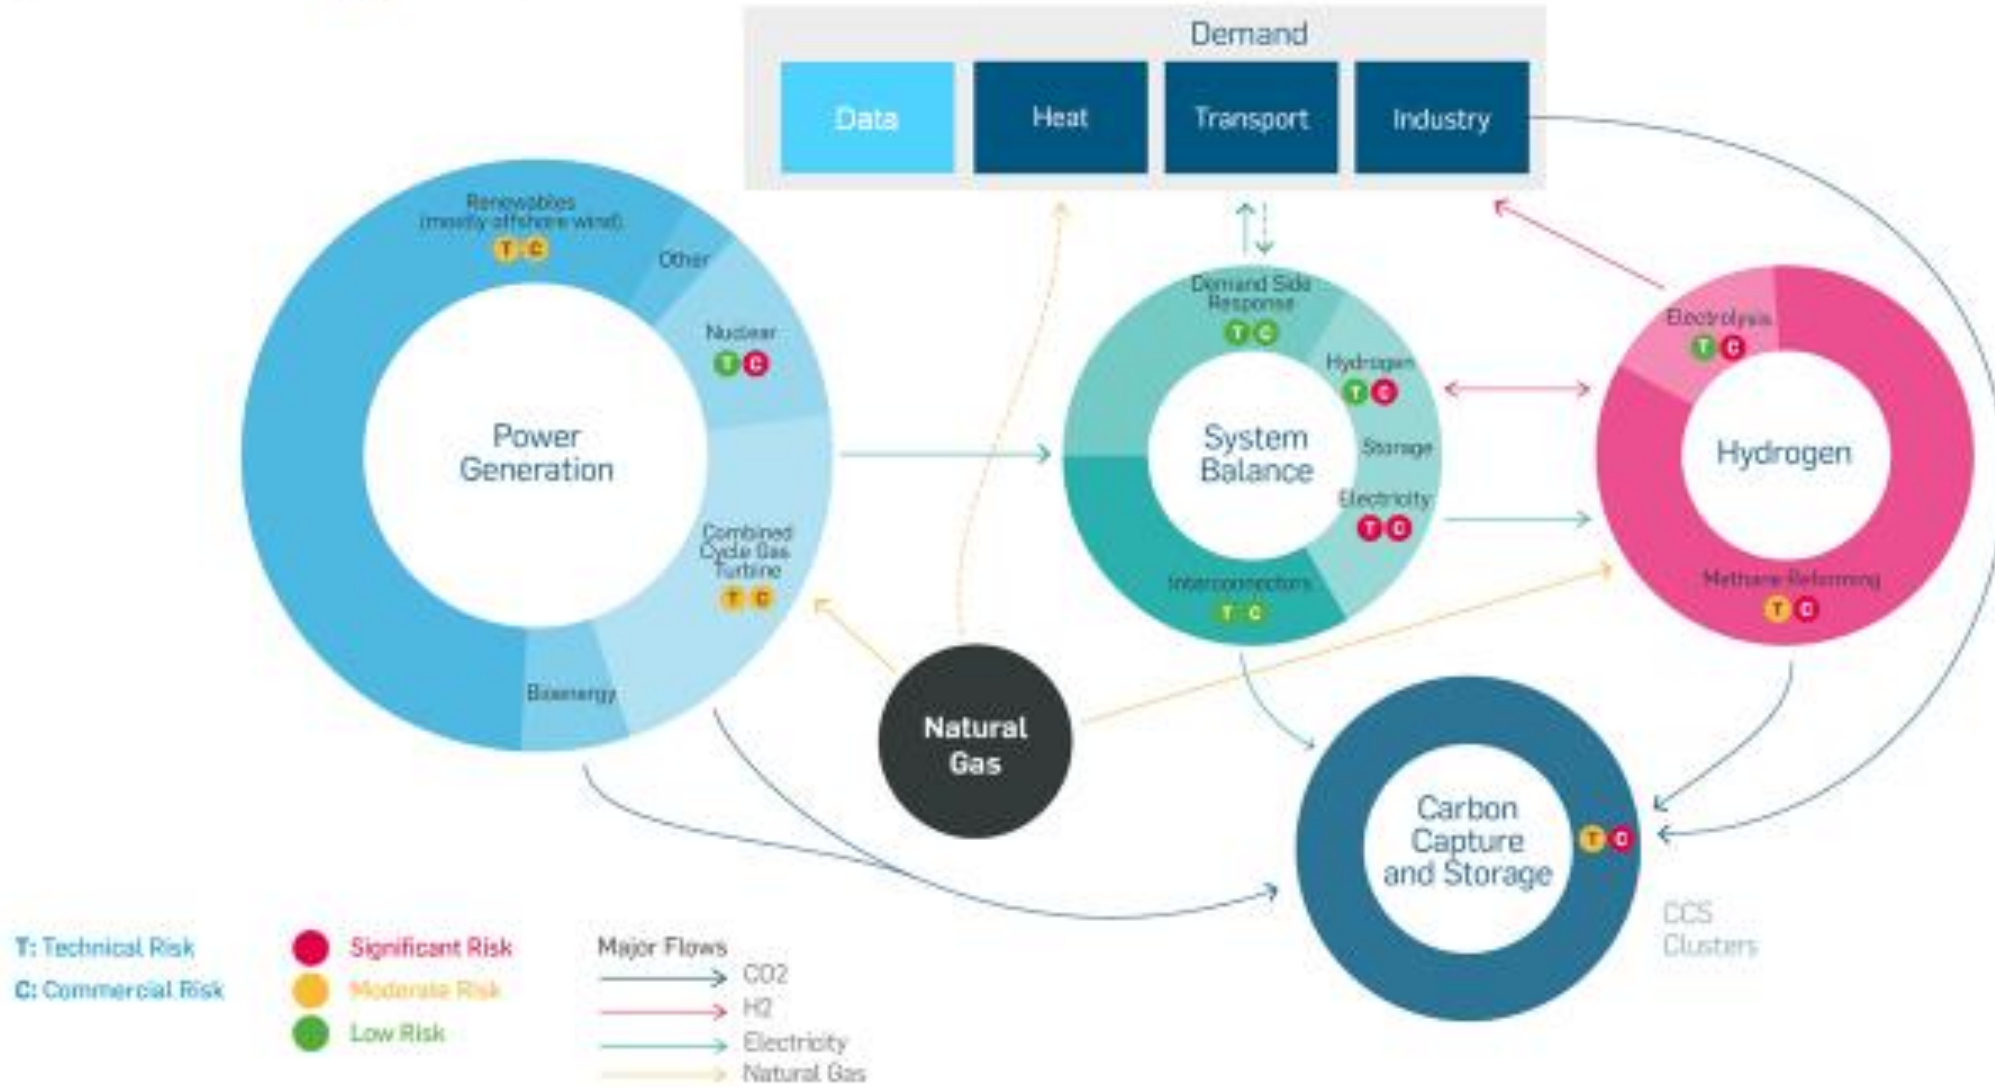 Demand
Data
Heat
Transport
Industry
Renewables
(mostly offshore wind)
T C
Other
Nuclear
T C
Power
Generation
Combined
Cycle Gas
Turbine
T C
Bioenergy
Demand Side
Response
T C
Hydrogen
T C
System
Balance
Storage
Electricity
T C
Interconnectors
T C
Electrolysis
T C
Hydrogen
Methane Reforming
T C
Natural
Gas
Carbon
Capture
and Storage
T C
CCS
Clusters
T: Technical Risk
C: Commercial Risk
Significant Risk
Moderate Risk
Low Risk
Major Flows
CO2
H2
Electricity
Natural Gas